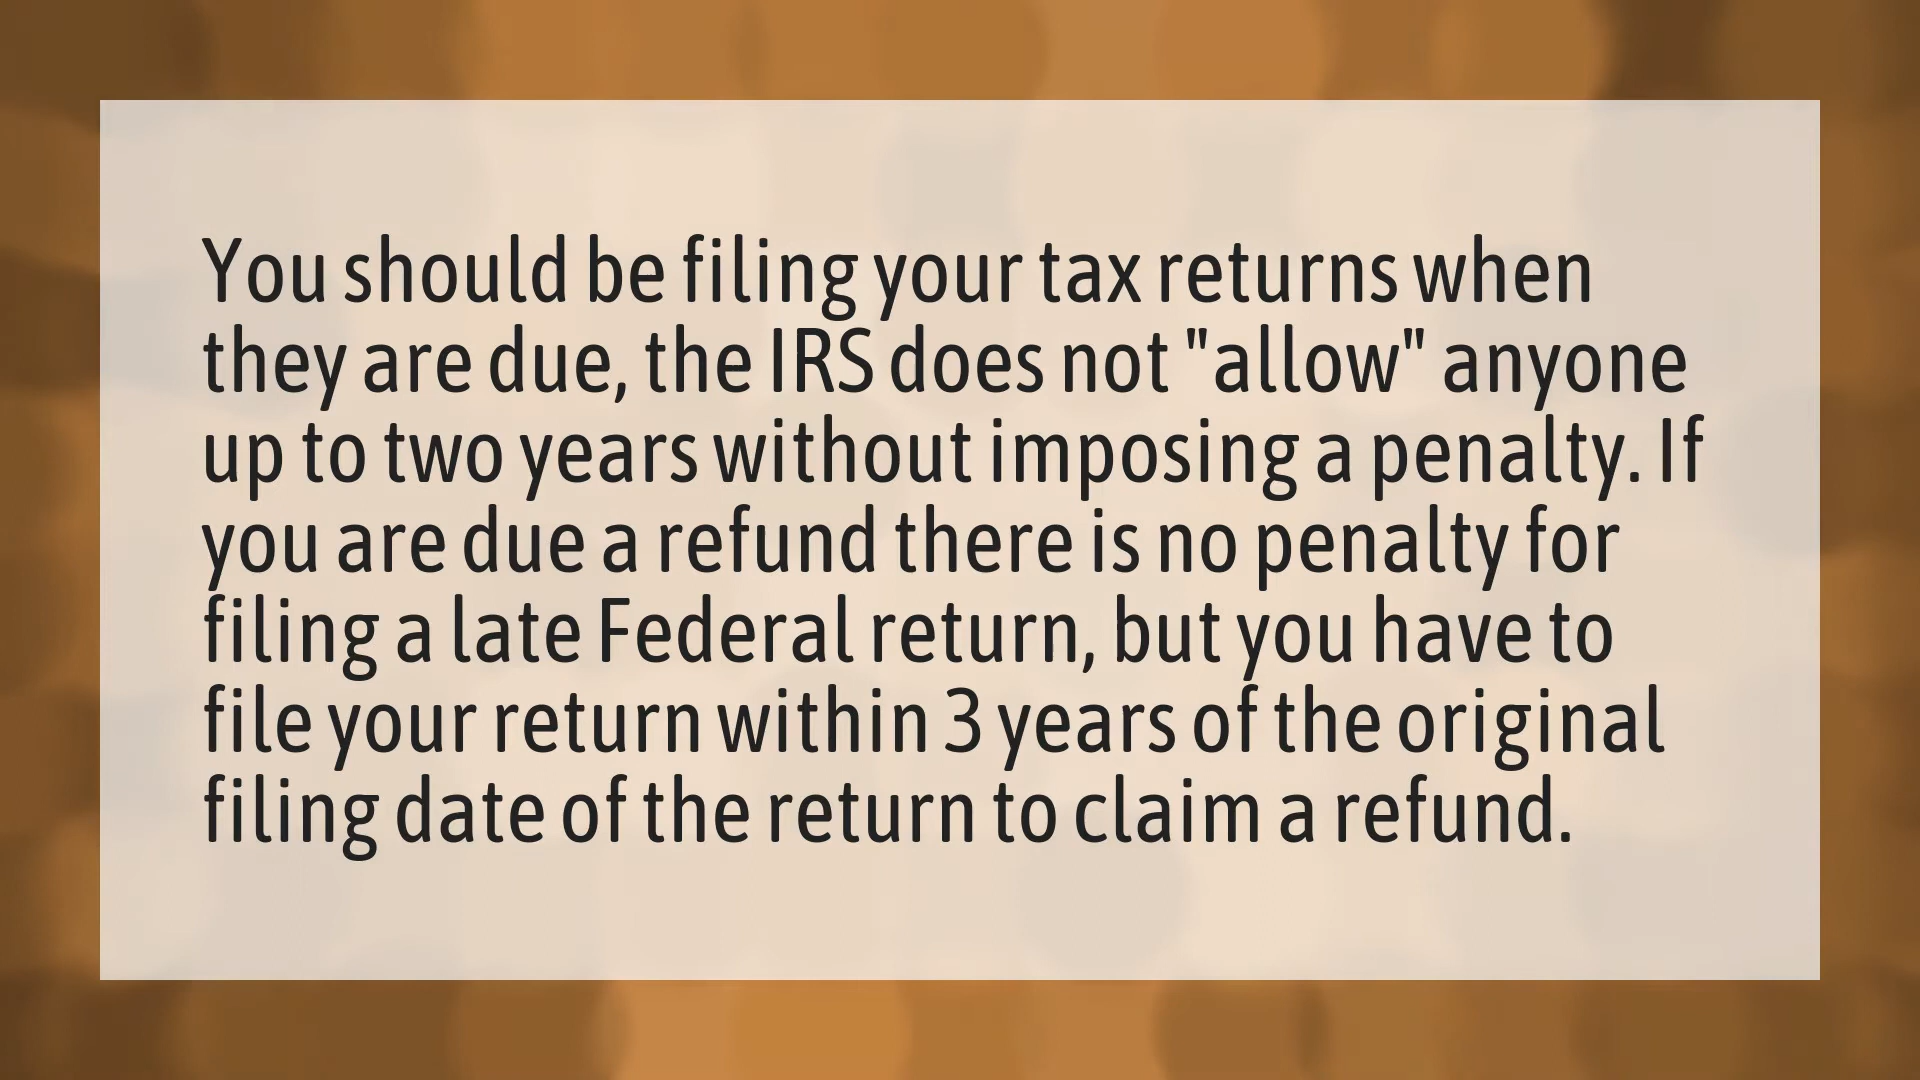 You should be filing your tax returns when
they are due, the IRS does not "allow" anyone
up to two years without imposing a penalty. If
you are due a refund there is no penalty for
filing a late Federal return, but you have to
file your return within 3 years of the original
filing date of the return to claim a refund.